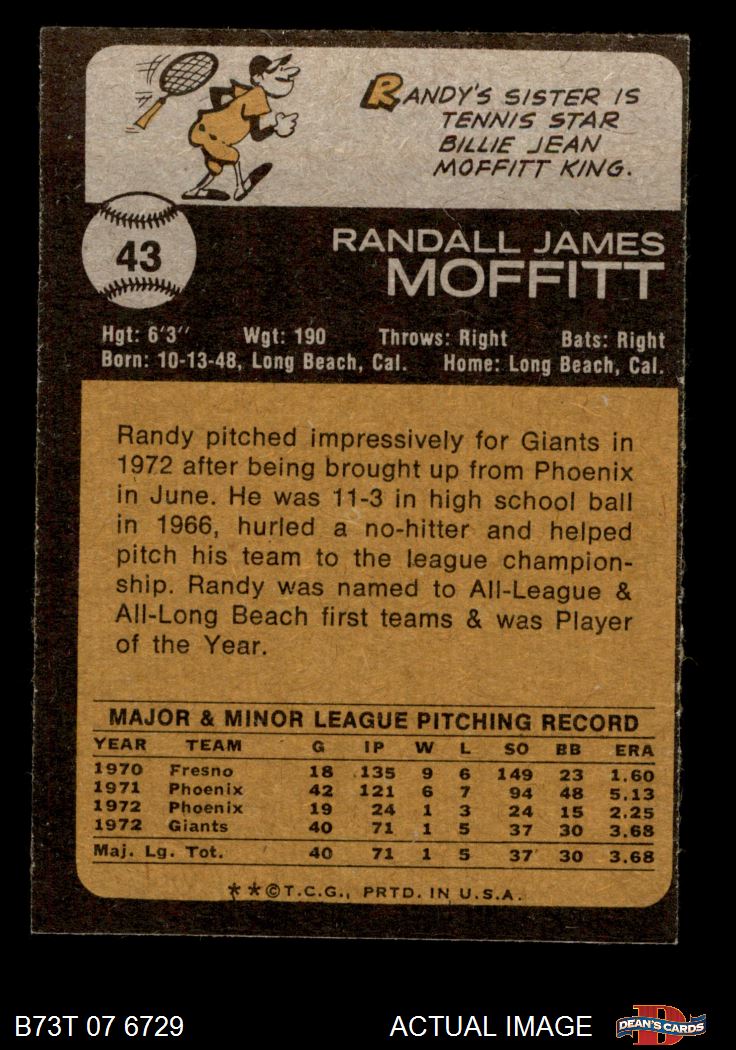 RANDY'S SISTER IS
TENNIS STAR
BILLIE JEAN
MOFFITT KING.
43
RANDALL JAMES
MOFFITT
Hgt: 6'3" Wgt: 190 Throws: Right Bats: Right
Born: 10-13-48, Long Beach, Cal. Home: Long Beach, Cal.
Randy pitched impressively for Giants in
1972 after being brought up from Phoenix
in June. He was 11-3 in high school ball
in 1966, hurled a no-hitter and helped
pitch his team to the league champion-
ship. Randy was named to All-League &
All-Long Beach first teams & was Player
of the Year.
MAJOR & MINOR LEAGUE PITCHING RECORD
YEAR TEAM G IP W L SO BB ERA
1970 Fresno 18 135 9 6 149 23 1.60
1971 Phoenix 42 121 6 7 94 48 5.13
1972 Phoenix 19 24 1 3 24 15 2.25
1972 Giants 40 71 1 5 37 30 3.68
Maj. Lg. Tot. 40 71 1 5 37 30 3.68
* *©T.C.G., PRTD. IN U.S.A.
B73T 07 6729 ACTUAL IMAGE D DEAN'S CARDS